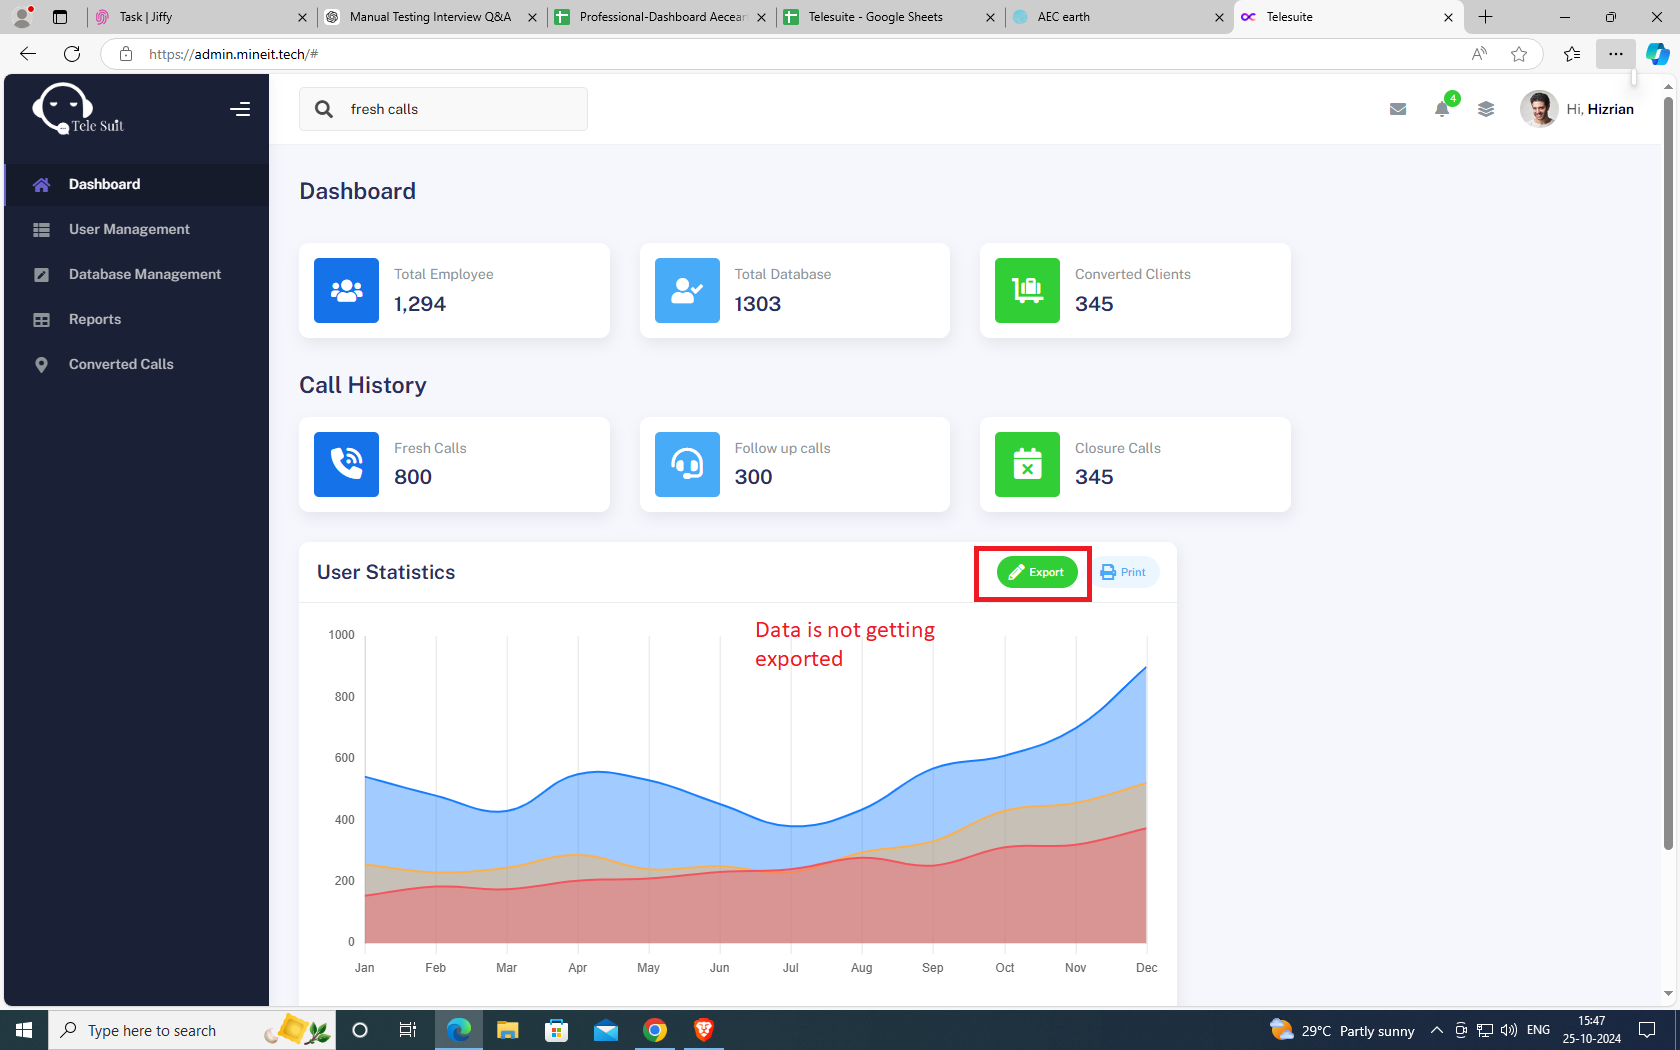 Task | Jiffy
Manual Testing Interview Q&A
Professional-Dashboard Aecear
Telesuite - Google Sheets
AEC earth
Telesuite
https://admin.mineit.tech/#
Tele Suit
fresh calls
4
Hi, Hizrian
Dashboard
User Management
Database Management
Reports
Converted Calls
Dashboard
Total Employee
1,294
Total Database
1303
Converted Clients
345
Call History
Fresh Calls
800
Follow up calls
300
Closure Calls
345
User Statistics
Export
Print
Data is not getting
exported
1000
800
600
400
200
0
Jan Feb Mar Apr May Jun Jul Aug Sep Oct Nov Dec
Type here to search
29°C Partly sunny
ENG
15:47
25-10-2024